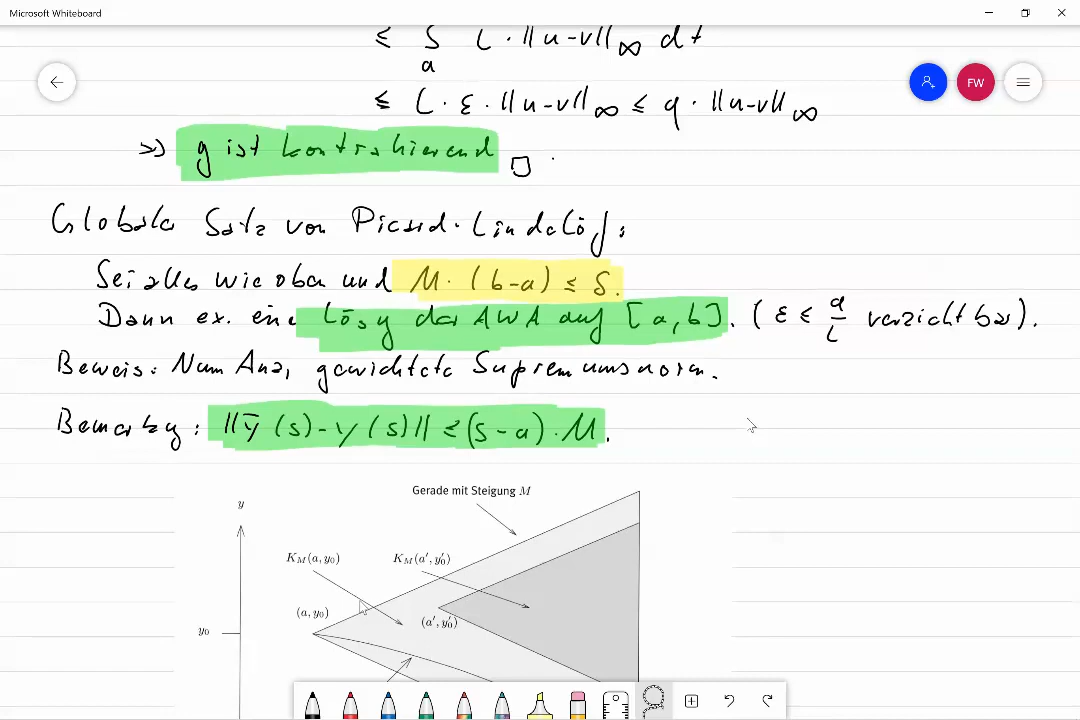 Microsoft Whiteboard
≤ ∫ L · ||u-v||∞ dt
a
FW
≤ L · ε · ||u-v||∞ ≤ q · ||u-v||∞
=> g ist kontrahierend □.
Globaler Satz von Picard-Lindelöf:
Sei alles wie oben und M · (b-a) ≤ S.
Dann ex. eine Lösg der AWA auf [a, b]. (ε ≤ q/L verzichtbar).
Beweis: Num Ana, gewichtete Supremumsnorm.
Bemerkg: ||ỹ(s) - y(s)|| ≤ (s-a) · M.
Gerade mit Steigung M
y
K_M(a, y₀)
K_M(a′, y₀′)
(a, y₀)
(a′, y₀′)
y₀